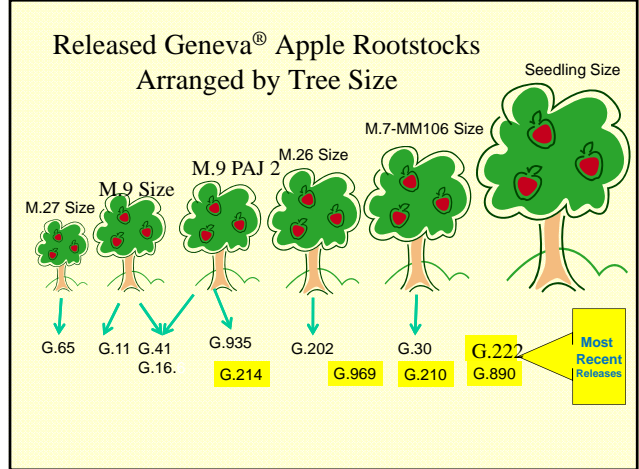 Released Geneva® Apple Rootstocks
Arranged by Tree Size
Seedling Size
M.7-MM106 Size
M.26 Size
M.9 PAJ 2
M.9 Size
M.27 Size
G.65
G.11
G.41
G.16.
G.935
G.214
G.202
G.969
G.30
G.210
G.222
G.890
Most
Recent
Releases